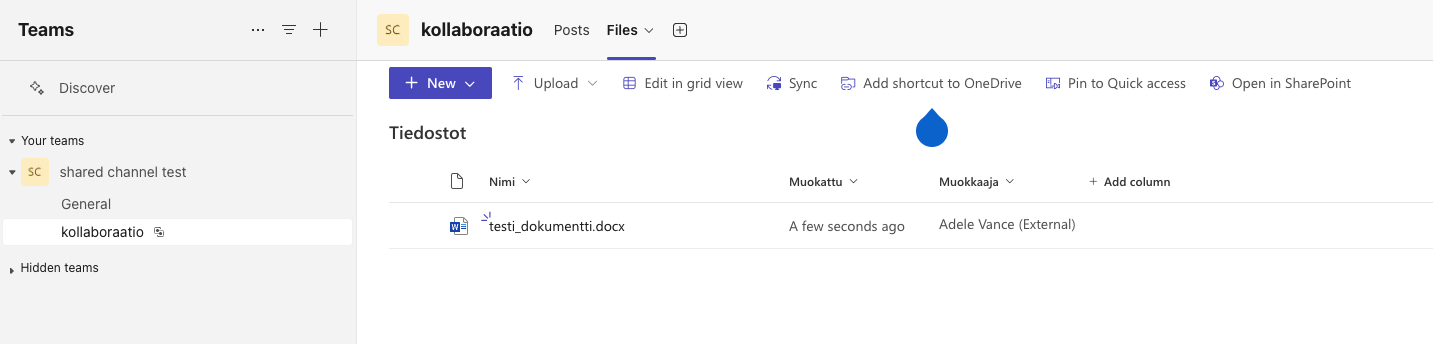 Teams
Discover
Your teams
SC shared channel test
General
kollaboraatio
Hidden teams
SC kollaboraatio Posts Files
New Upload Edit in grid view Sync Add shortcut to OneDrive Pin to Quick access Open in SharePoint
Tiedostot
Nimi Muokattu Muokkaaja + Add column
testi_dokumentti.docx A few seconds ago Adele Vance (External)